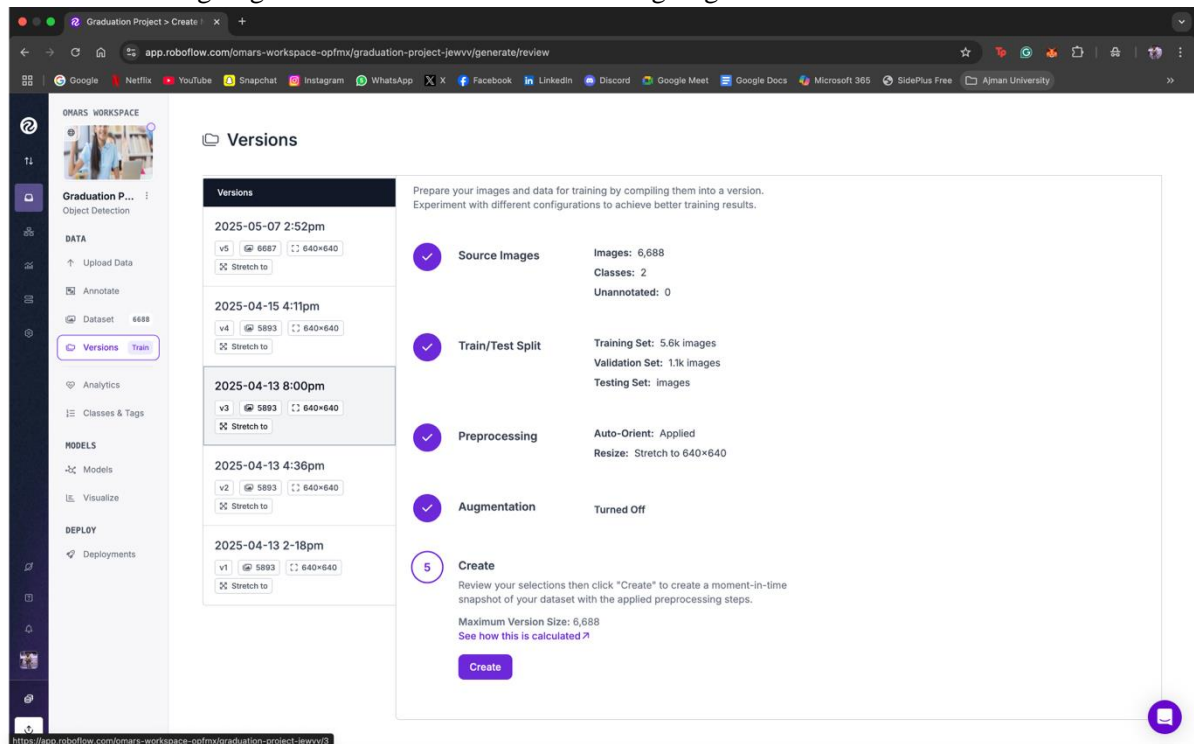 Graduation Project > Create N
app.roboflow.com/omars-workspace-opfmx/graduation-project-jewvv/generate/review
Google Netflix YouTube Snapchat Instagram WhatsApp X Facebook Linkedin Discord Google Meet Google Docs Microsoft 365 SidePlus Free Ajman University
OMARS WORKSPACE
Graduation P...
Object Detection
DATA
Upload Data
Annotate
Dataset 6688
Versions Train
Analytics
Classes & Tags
MODELS
Models
Visualize
DEPLOY
Deployments
Versions
Versions
2025-05-07 2:52pm
v5 6687 640×640
Stretch to
2025-04-15 4:11pm
v4 5893 640×640
Stretch to
2025-04-13 8:00pm
v3 5893 640×640
Stretch to
2025-04-13 4:36pm
v2 5893 640×640
Stretch to
2025-04-13 2-18pm
v1 5893 640×640
Stretch to
Prepare your images and data for training by compiling them into a version.
Experiment with different configurations to achieve better training results.
Source Images
Images: 6,688
Classes: 2
Unannotated: 0
Train/Test Split
Training Set: 5.6k images
Validation Set: 1.1k images
Testing Set: images
Preprocessing
Auto-Orient: Applied
Resize: Stretch to 640×640
Augmentation
Turned Off
5 Create
Review your selections then click "Create" to create a moment-in-time
snapshot of your dataset with the applied preprocessing steps.
Maximum Version Size: 6,688
See how this is calculated
Create
https://app.roboflow.com/omars-workspace-opfmx/graduation-project-jewvv/3